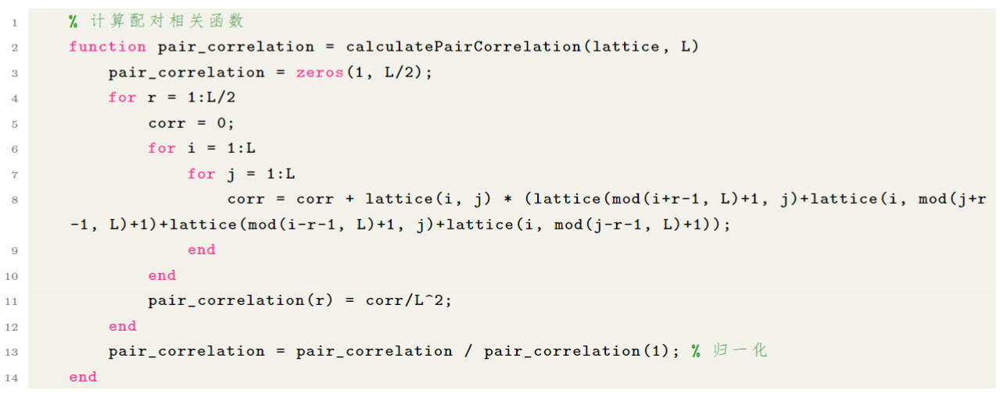 1 % 计算配对相关函数
2 function pair_correlation = calculatePairCorrelation(lattice, L)
3 pair_correlation = zeros(1, L/2);
4 for r = 1:L/2
5 corr = 0;
6 for i = 1:L
7 for j = 1:L
8 corr = corr + lattice(i, j) * (lattice(mod(i+r-1, L)+1, j)+lattice(i, mod(j+r
-1, L)+1)+lattice(mod(i-r-1, L)+1, j)+lattice(i, mod(j-r-1, L)+1));
9 end
10 end
11 pair_correlation(r) = corr/L^2;
12 end
13 pair_correlation = pair_correlation / pair_correlation(1); % 归一化
14 end